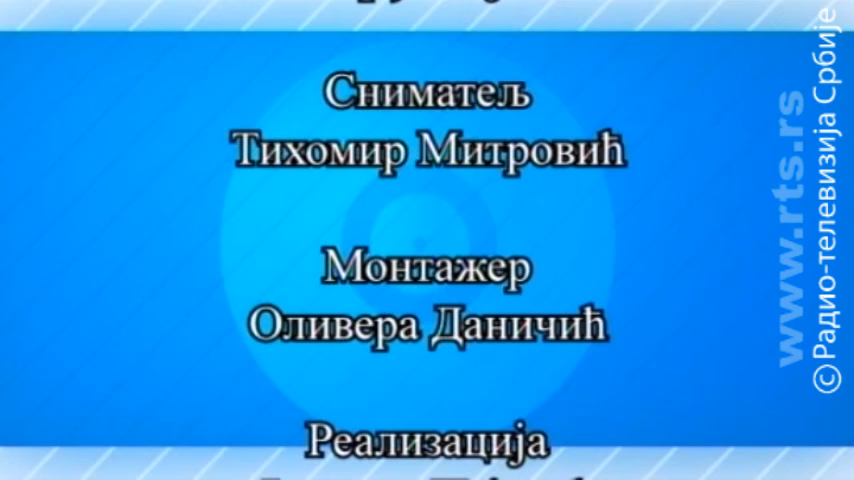 Сниматељ
Тихомир Митровић
Монтажер
Оливера Даничић
Реализација
www.rts.rs
©Радио-телевизија Србије